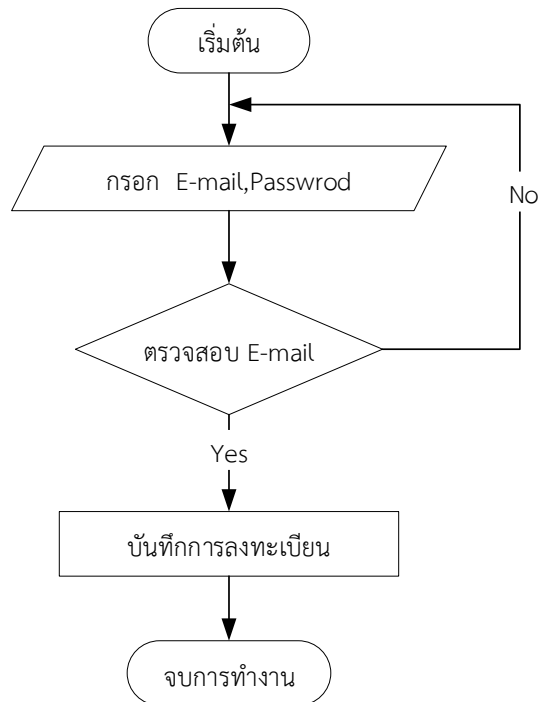 เริ่มต้น
กรอก E-mail,Passwrod
No
ตรวจสอบ E-mail
Yes
บันทึกการลงทะเบียน
จบการทำงาน